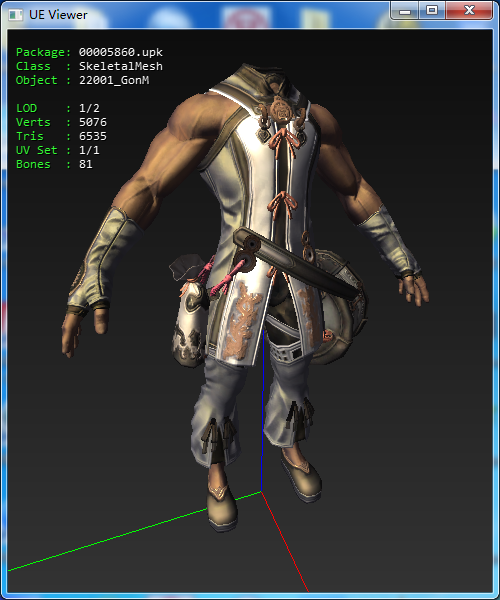 UE Viewer
Package: 00005860.upk
Class  : SkeletalMesh
Object : 22001_GonM
LOD    : 1/2
Verts  : 5076
Tris   : 6535
UV Set : 1/1
Bones  : 81